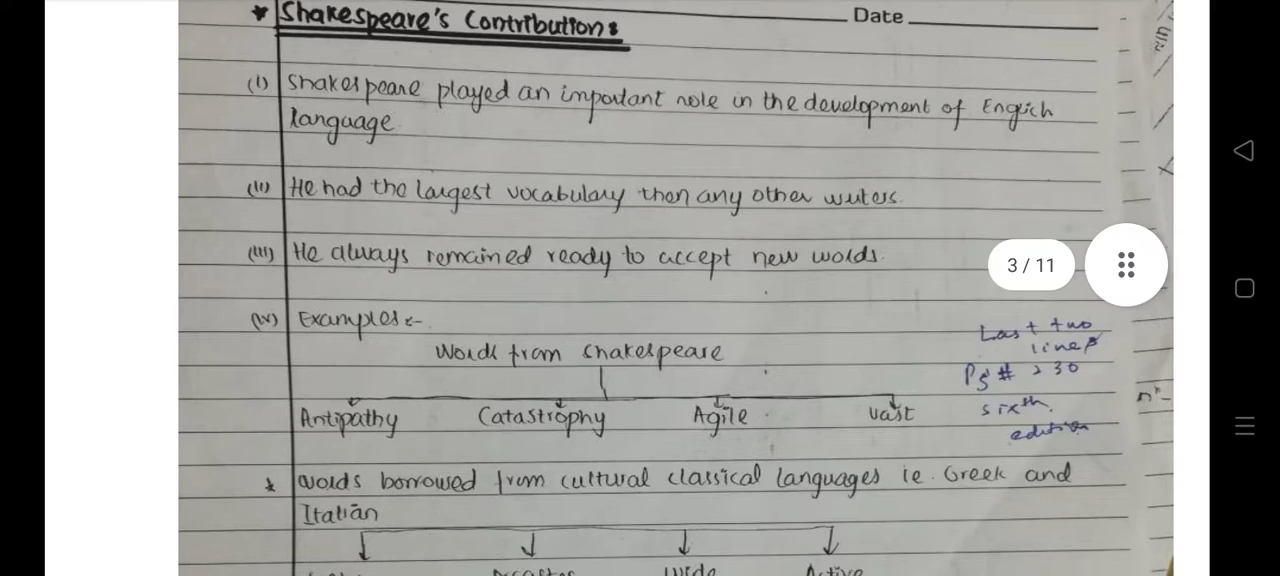 * Shakespeare's Contribution:
Date
(i) Shakespeare played an important role in the development of English
language.
(ii) He had the largest vocabulary then any other writers.
(iii) He always remained ready to accept new words.
3 / 11
(iv) Examples:-
Words from Shakespeare
Last two
lines
Pg # 230
sixth
edition
Antipathy Catastrophy Agile Vast
* Words borrowed from cultural classical languages ie. Greek and
Italian
Disaster Wide Active